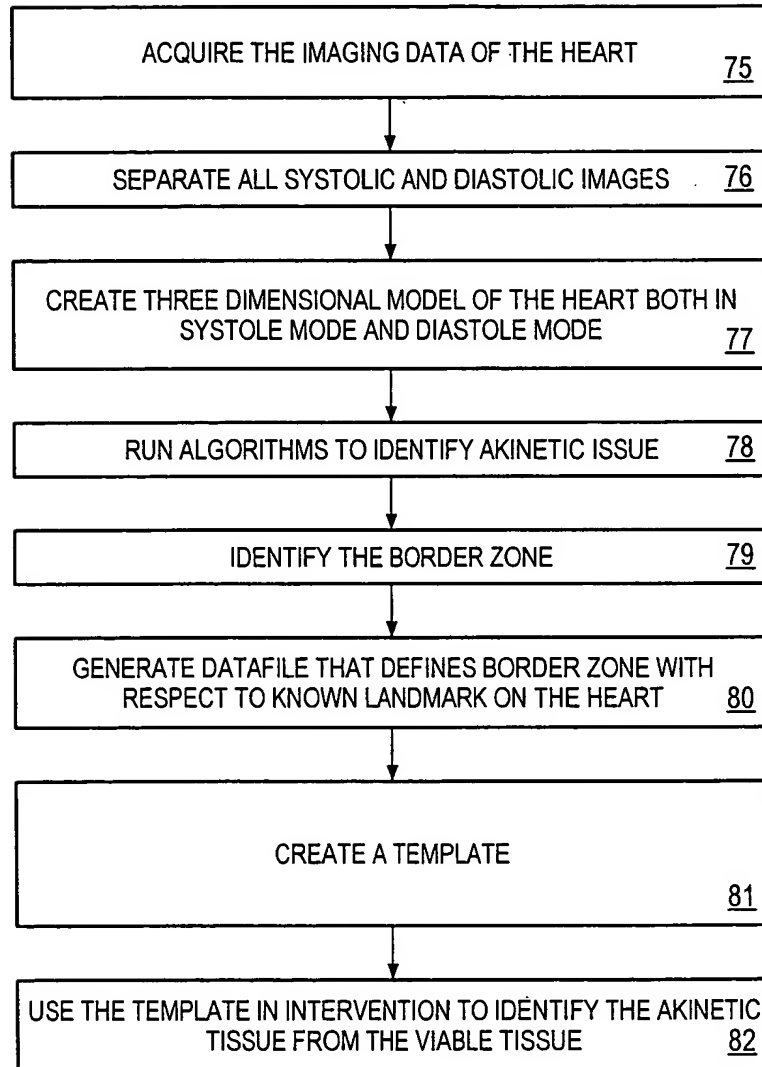 ACQUIRE THE IMAGING DATA OF THE HEART
75
SEPARATE ALL SYSTOLIC AND DIASTOLIC IMAGES
76
CREATE THREE DIMENSIONAL MODEL OF THE HEART BOTH IN
SYSTOLE MODE AND DIASTOLE MODE
77
RUN ALGORITHMS TO IDENTIFY AKINETIC ISSUE
78
IDENTIFY THE BORDER ZONE
79
GENERATE DATAFILE THAT DEFINES BORDER ZONE WITH
RESPECT TO KNOWN LANDMARK ON THE HEART
80
CREATE A TEMPLATE
81
USE THE TEMPLATE IN INTERVENTION TO IDENTIFY THE AKINETIC
TISSUE FROM THE VIABLE TISSUE
82